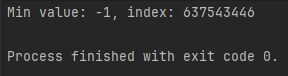 Min value: -1, index: 637543446
Process finished with exit code 0.